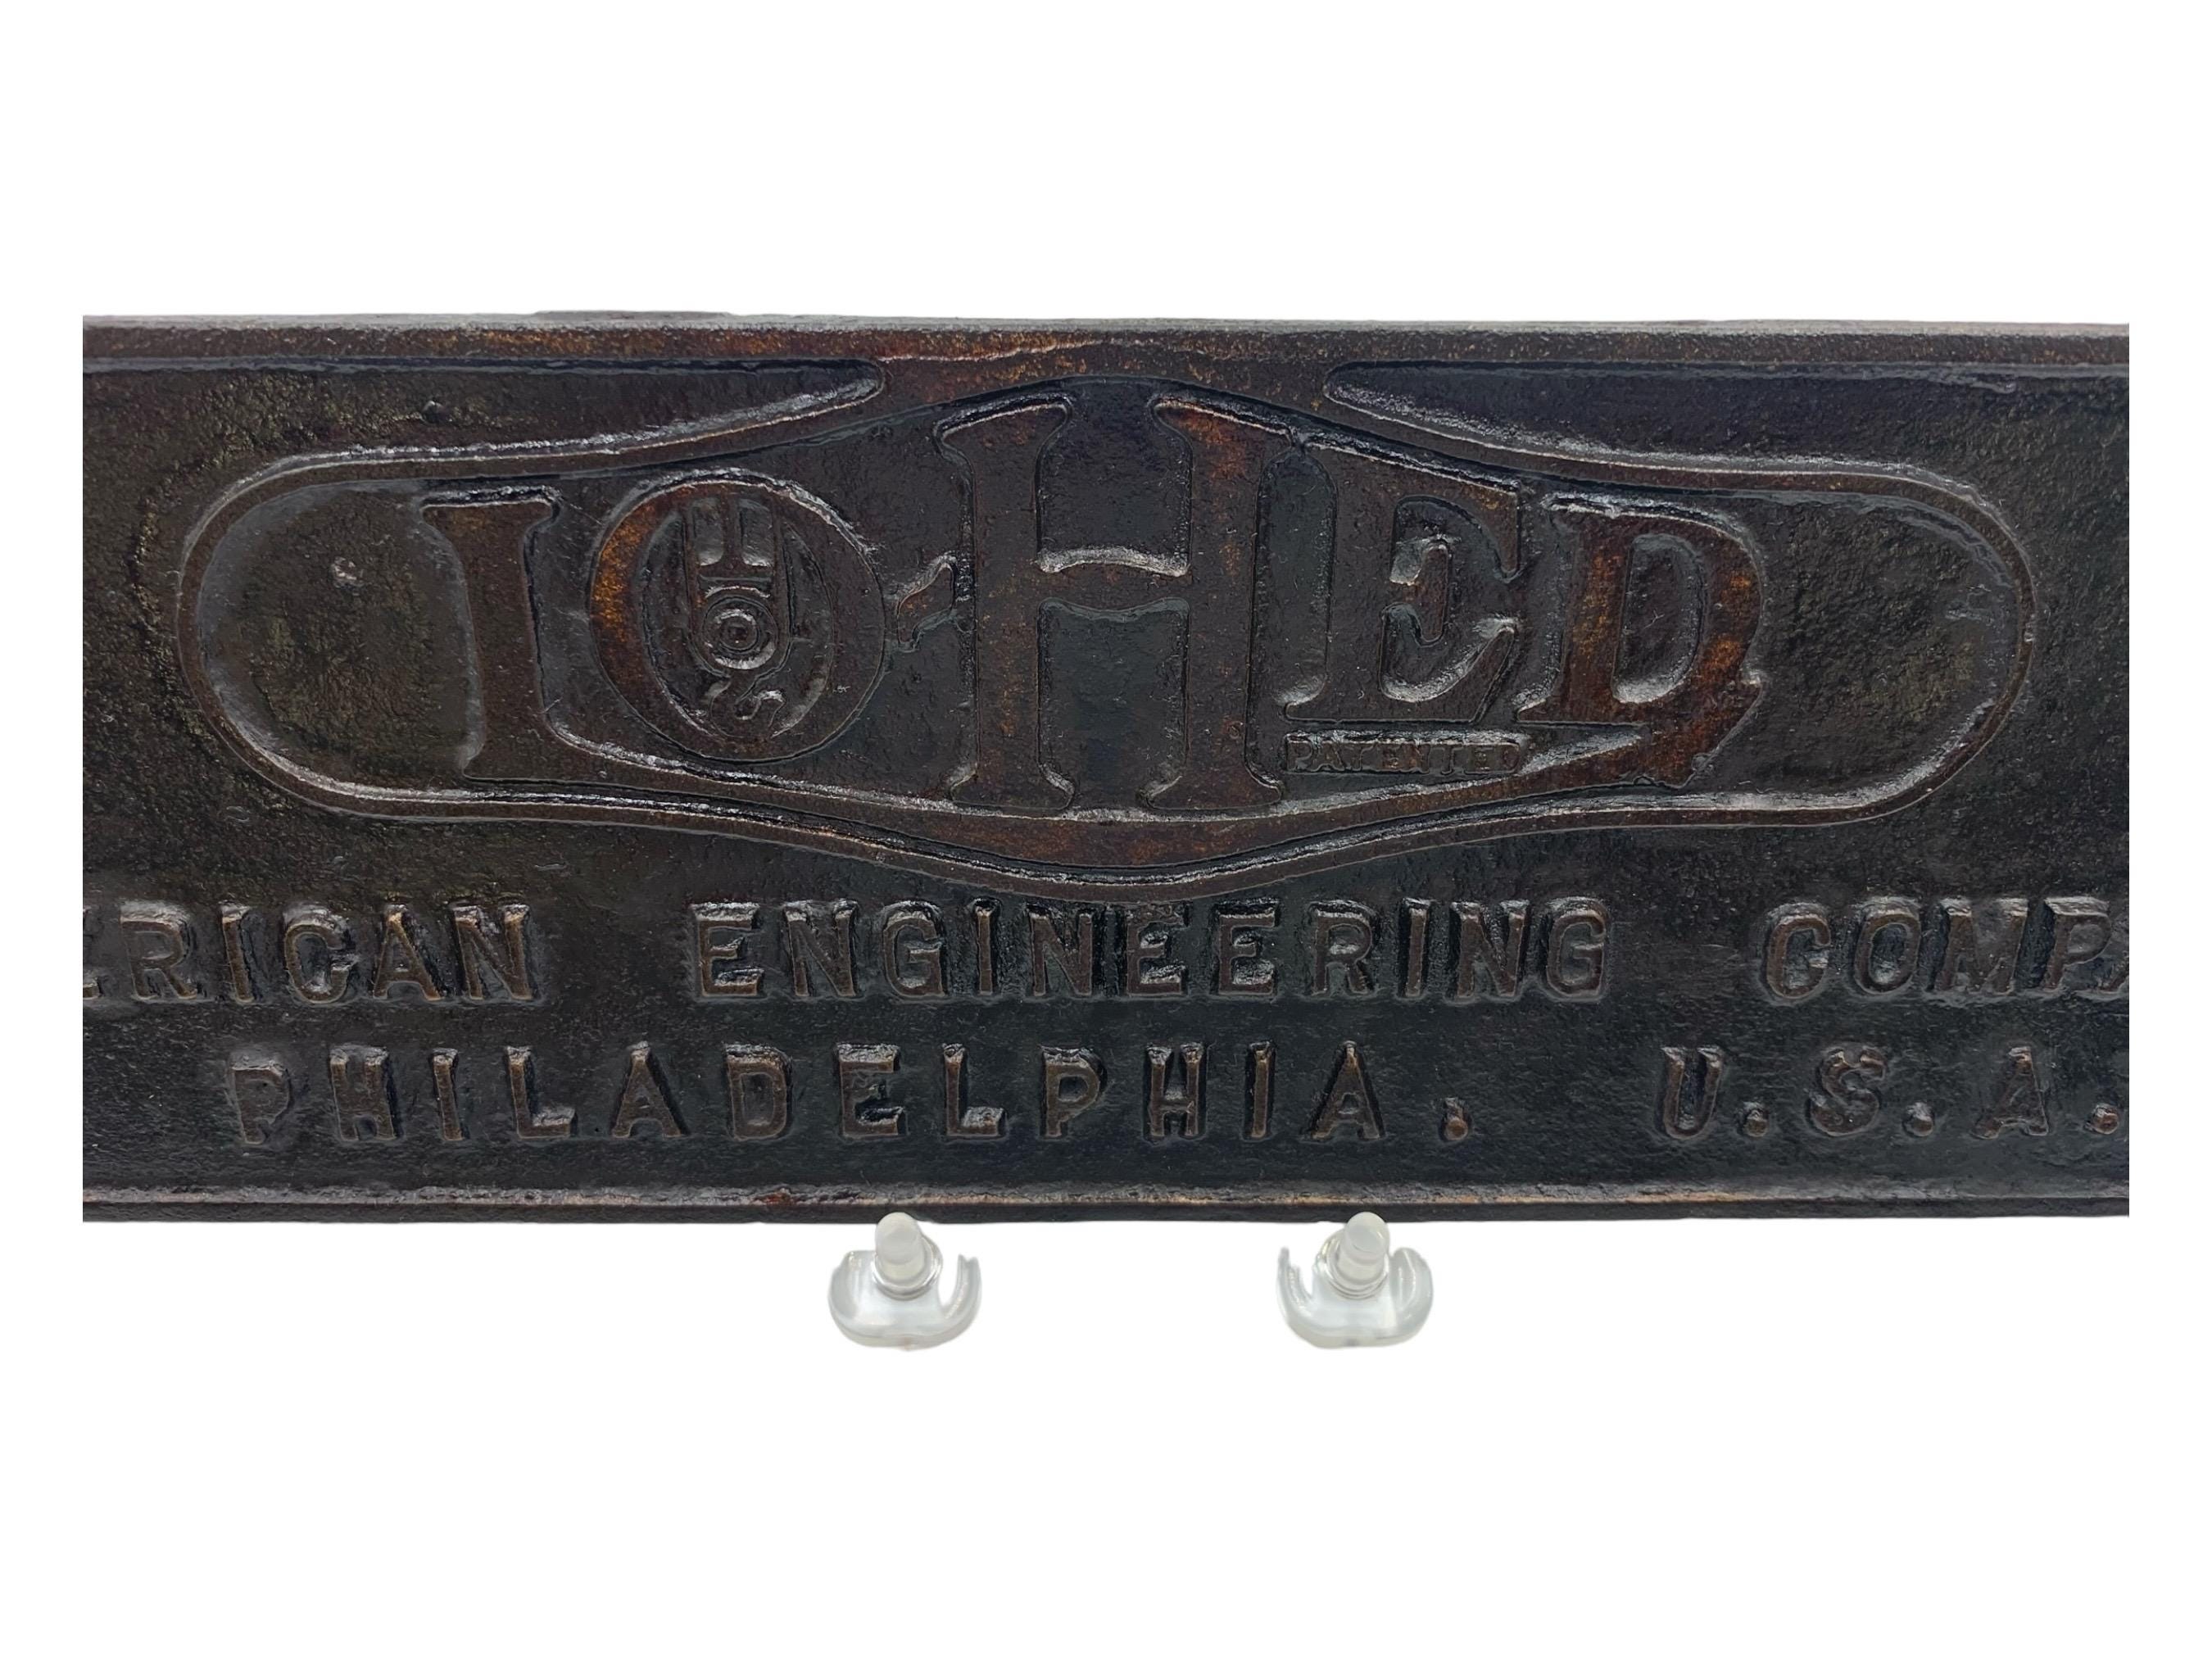 LO-HED
PATENTED
ERICAN ENGINEERING COMPA
PHILADELPHIA, U.S.A.